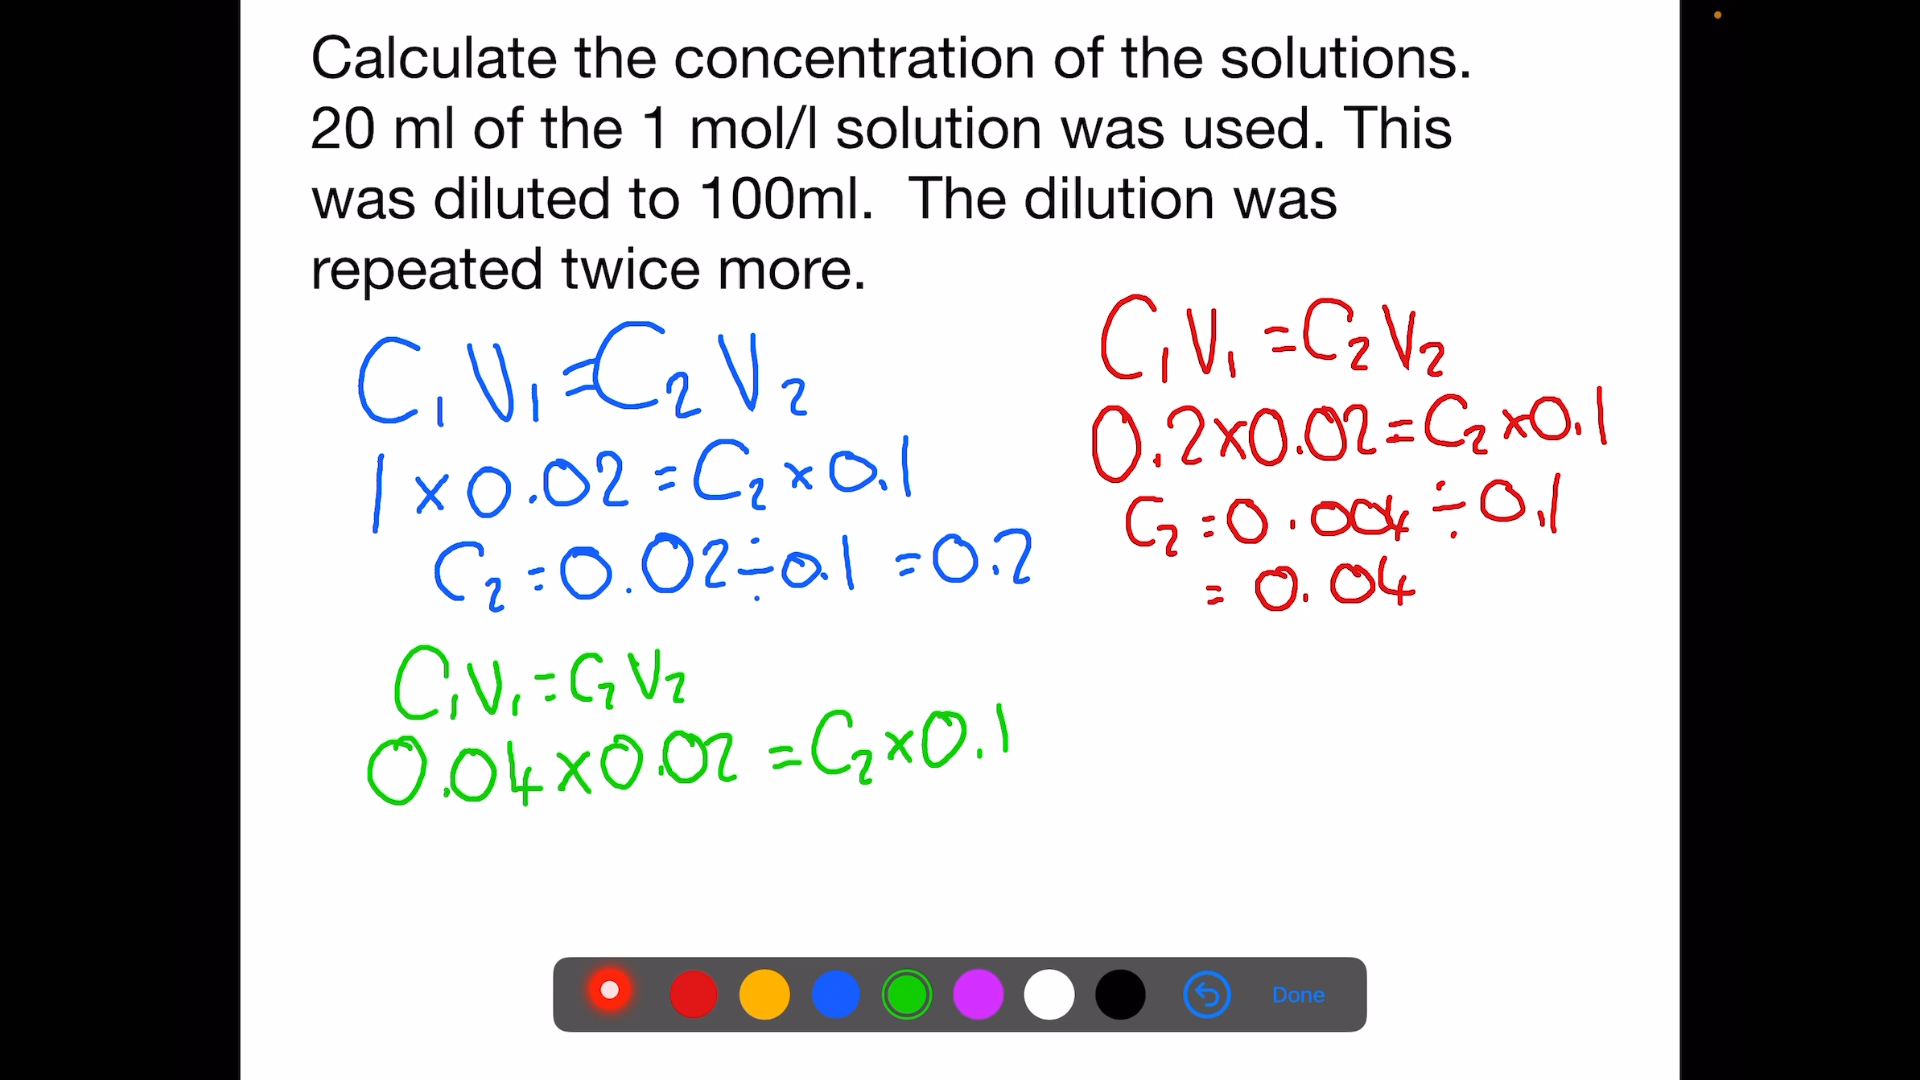 Calculate the concentration of the solutions.
20 ml of the 1 mol/l solution was used. This
was diluted to 100ml.  The dilution was
repeated twice more.
C₁V₁=C₂V₂
1×0.02=C₂×0.1
C₂=0.02÷0.1=0.2
C₁V₁=C₂V₂
0.2×0.02=C₂×0.1
C₂=0.004÷0.1
=0.04
C₁V₁=C₂V₂
0.04×0.02=C₂×0.1
Done